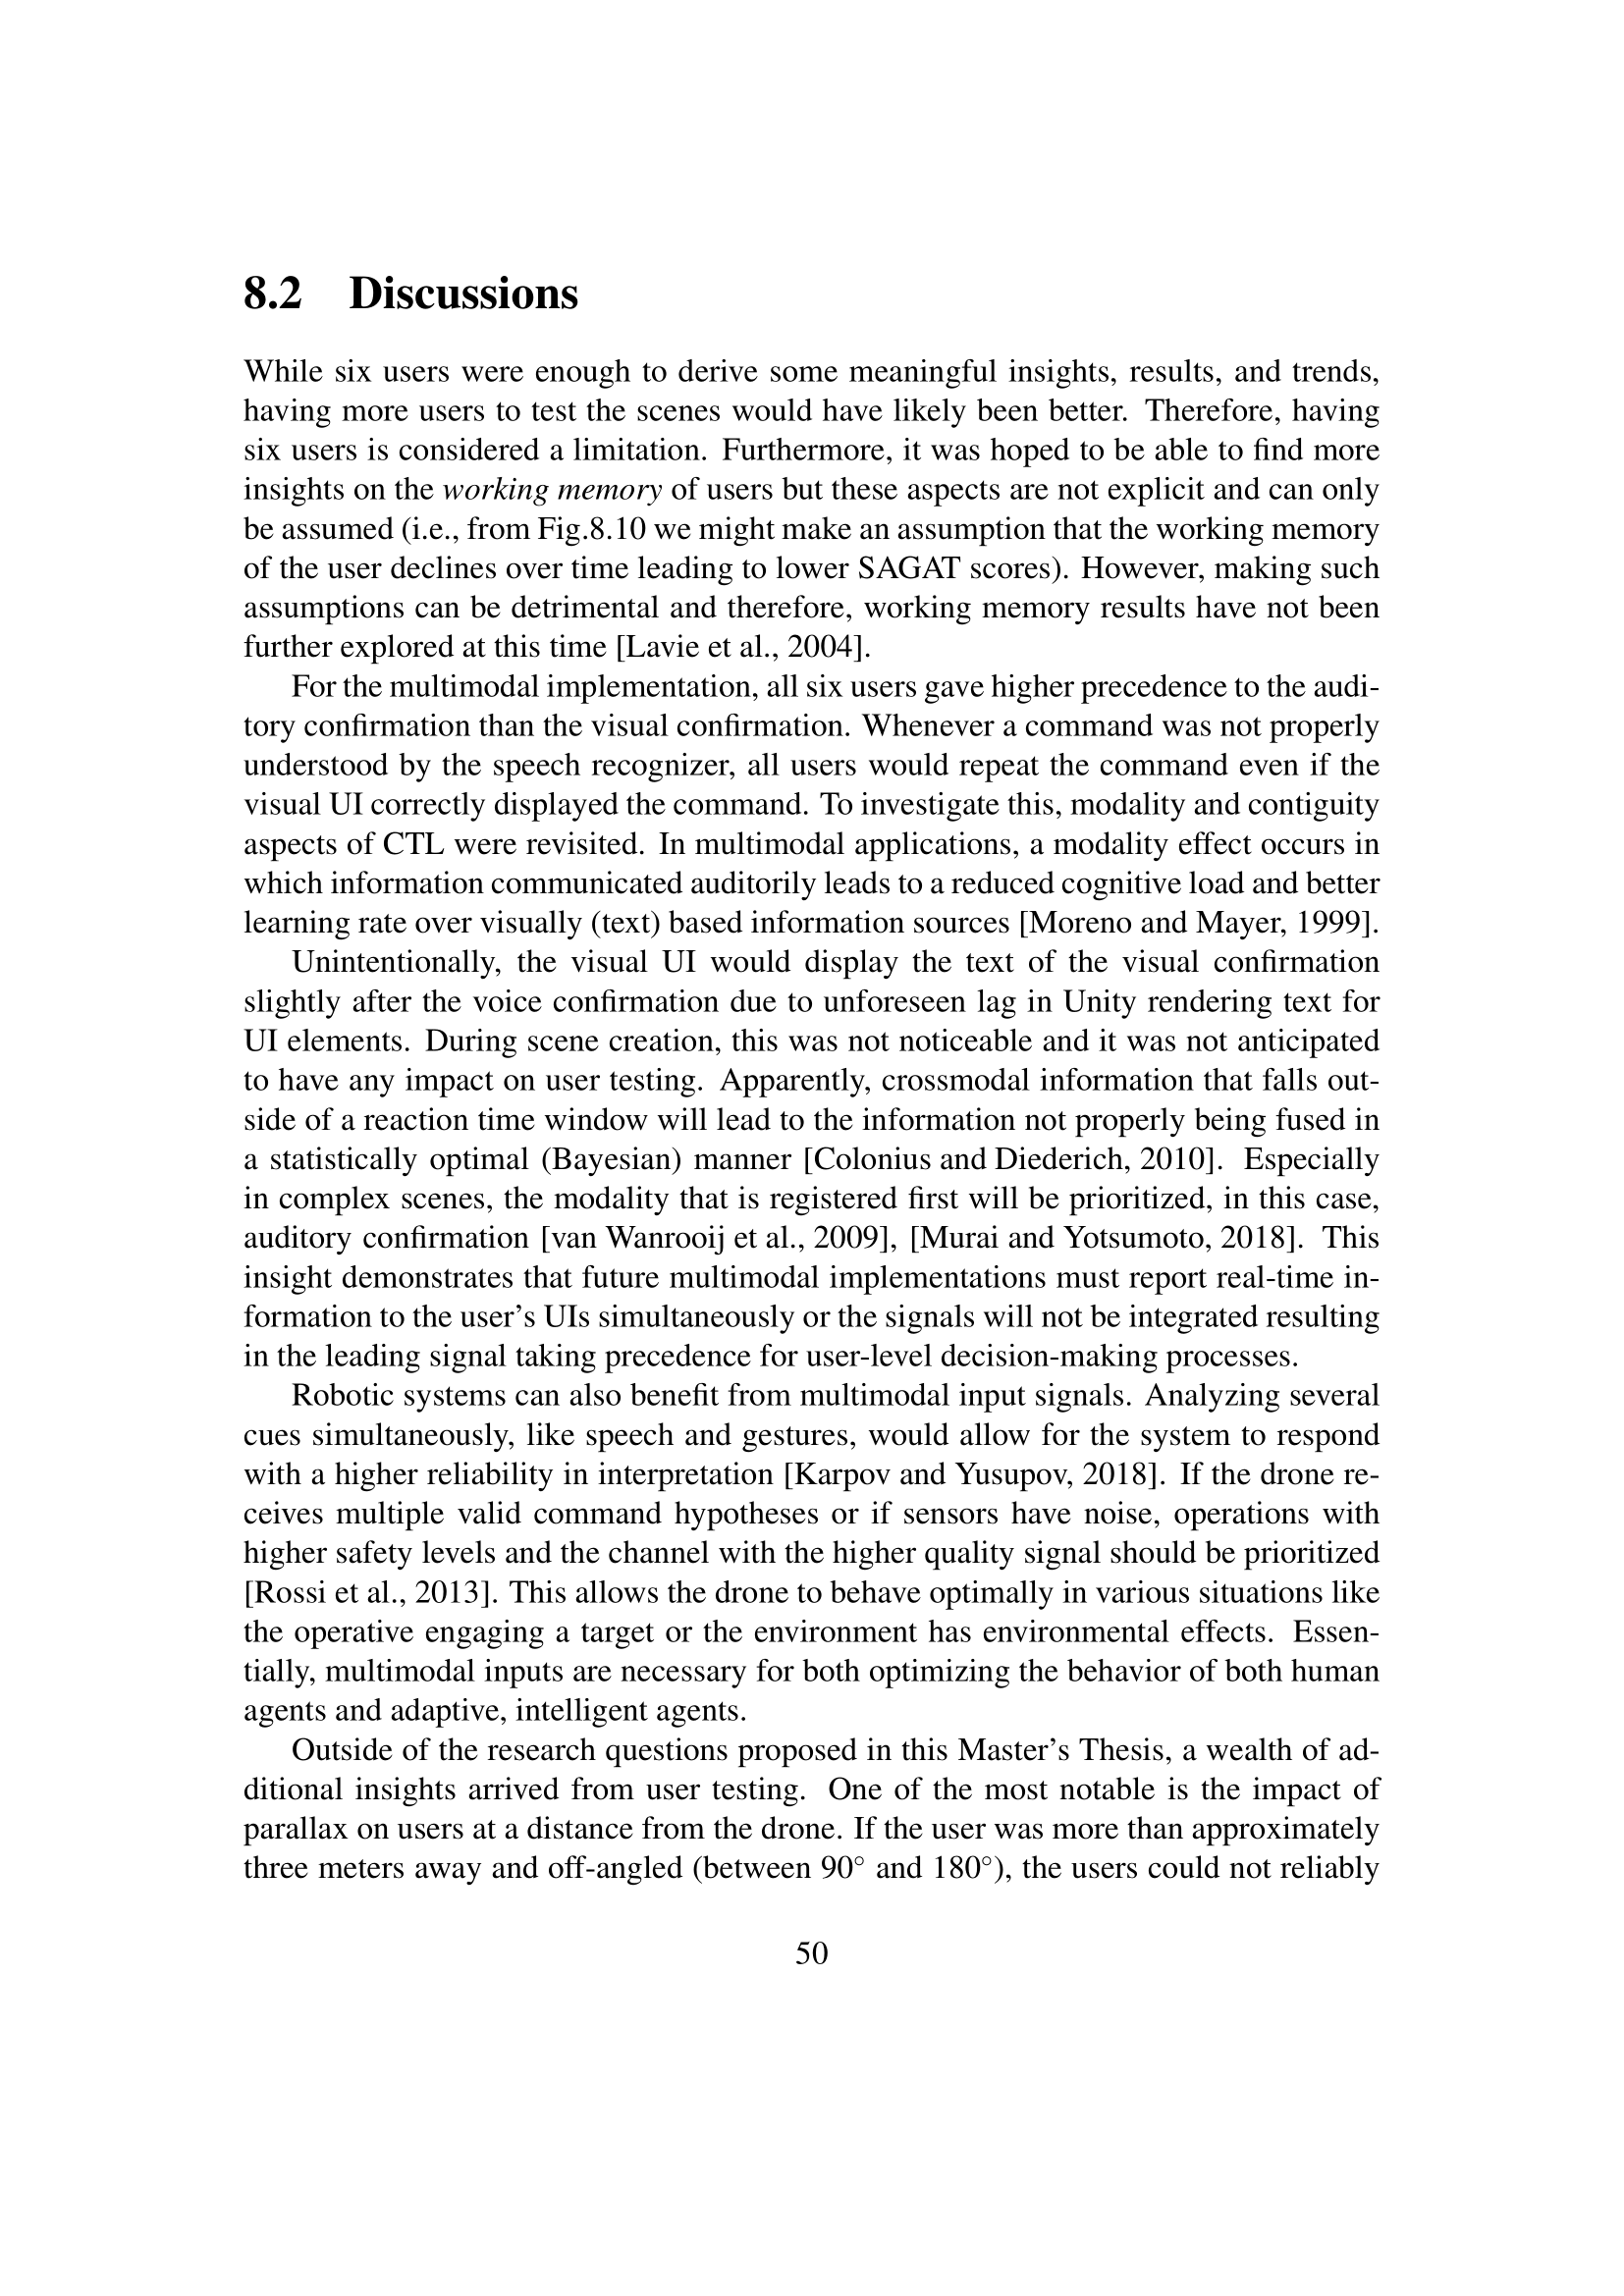 8.2 Discussions
While six users were enough to derive some meaningful insights, results, and trends,
having more users to test the scenes would have likely been better. Therefore, having
six users is considered a limitation. Furthermore, it was hoped to be able to find more
insights on the working memory of users but these aspects are not explicit and can only
be assumed (i.e., from Fig.8.10 we might make an assumption that the working memory
of the user declines over time leading to lower SAGAT scores). However, making such
assumptions can be detrimental and therefore, working memory results have not been
further explored at this time [Lavie et al., 2004].
For the multimodal implementation, all six users gave higher precedence to the audi-
tory confirmation than the visual confirmation. Whenever a command was not properly
understood by the speech recognizer, all users would repeat the command even if the
visual UI correctly displayed the command. To investigate this, modality and contiguity
aspects of CTL were revisited. In multimodal applications, a modality effect occurs in
which information communicated auditorily leads to a reduced cognitive load and better
learning rate over visually (text) based information sources [Moreno and Mayer, 1999].
Unintentionally, the visual UI would display the text of the visual confirmation
slightly after the voice confirmation due to unforeseen lag in Unity rendering text for
UI elements. During scene creation, this was not noticeable and it was not anticipated
to have any impact on user testing. Apparently, crossmodal information that falls out-
side of a reaction time window will lead to the information not properly being fused in
a statistically optimal (Bayesian) manner [Colonius and Diederich, 2010]. Especially
in complex scenes, the modality that is registered first will be prioritized, in this case,
auditory confirmation [van Wanrooij et al., 2009], [Murai and Yotsumoto, 2018]. This
insight demonstrates that future multimodal implementations must report real-time in-
formation to the user's UIs simultaneously or the signals will not be integrated resulting
in the leading signal taking precedence for user-level decision-making processes.
Robotic systems can also benefit from multimodal input signals. Analyzing several
cues simultaneously, like speech and gestures, would allow for the system to respond
with a higher reliability in interpretation [Karpov and Yusupov, 2018]. If the drone re-
ceives multiple valid command hypotheses or if sensors have noise, operations with
higher safety levels and the channel with the higher quality signal should be prioritized
[Rossi et al., 2013]. This allows the drone to behave optimally in various situations like
the operative engaging a target or the environment has environmental effects. Essen-
tially, multimodal inputs are necessary for both optimizing the behavior of both human
agents and adaptive, intelligent agents.
Outside of the research questions proposed in this Master's Thesis, a wealth of ad-
ditional insights arrived from user testing. One of the most notable is the impact of
parallax on users at a distance from the drone. If the user was more than approximately
three meters away and off-angled (between 90° and 180°), the users could not reliably
50